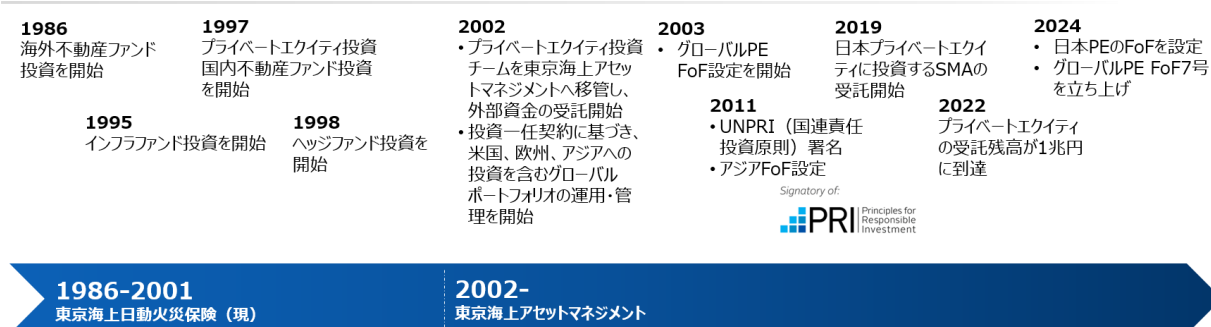 1986
海外不動産ファンド
投資を開始
1995
インフラファンド投資を開始
1997
プライベートエクイティ投資
国内不動産ファンド投資
を開始
1998
ヘッジファンド投資を
開始
2002
•プライベートエクイティ投資
チームを東京海上アセッ
トマネジメントへ移管し、
外部資金の受託開始
•投資一任契約に基づき、
米国、欧州、アジアへの
投資を含むグローバル
ポートフォリオの運用・管
理を開始
2003
• グローバルPE
FoF設定を開始
2011
•UNPRI（国連責任
投資原則）署名
•アジアFoF設定
Signatory of:
PRI Principles for
Responsible
Investment
2019
日本プライベートエクイ
ティに投資するSMAの
受託開始
2022
プライベートエクイティ
の受託残高が1兆円
に到達
2024
• 日本PEのFoFを設定
• グローバルPE FoF7号
を立ち上げ
1986-2001
東京海上日動火災保険（現）
2002-
東京海上アセットマネジメント